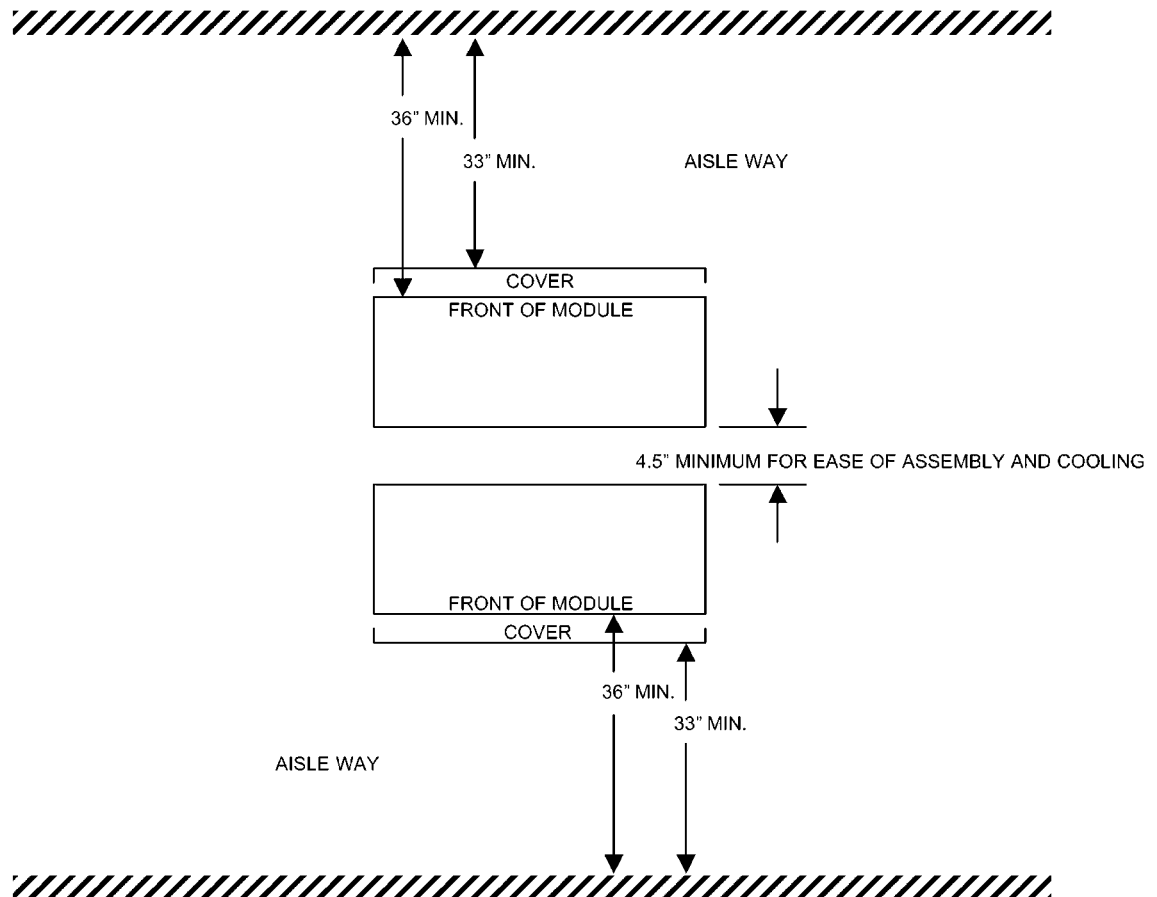 36” MIN.
33” MIN.
AISLE WAY
COVER
FRONT OF MODULE
4.5” MINIMUM FOR EASE OF ASSEMBLY AND COOLING
FRONT OF MODULE
COVER
36” MIN.
33” MIN.
AISLE WAY